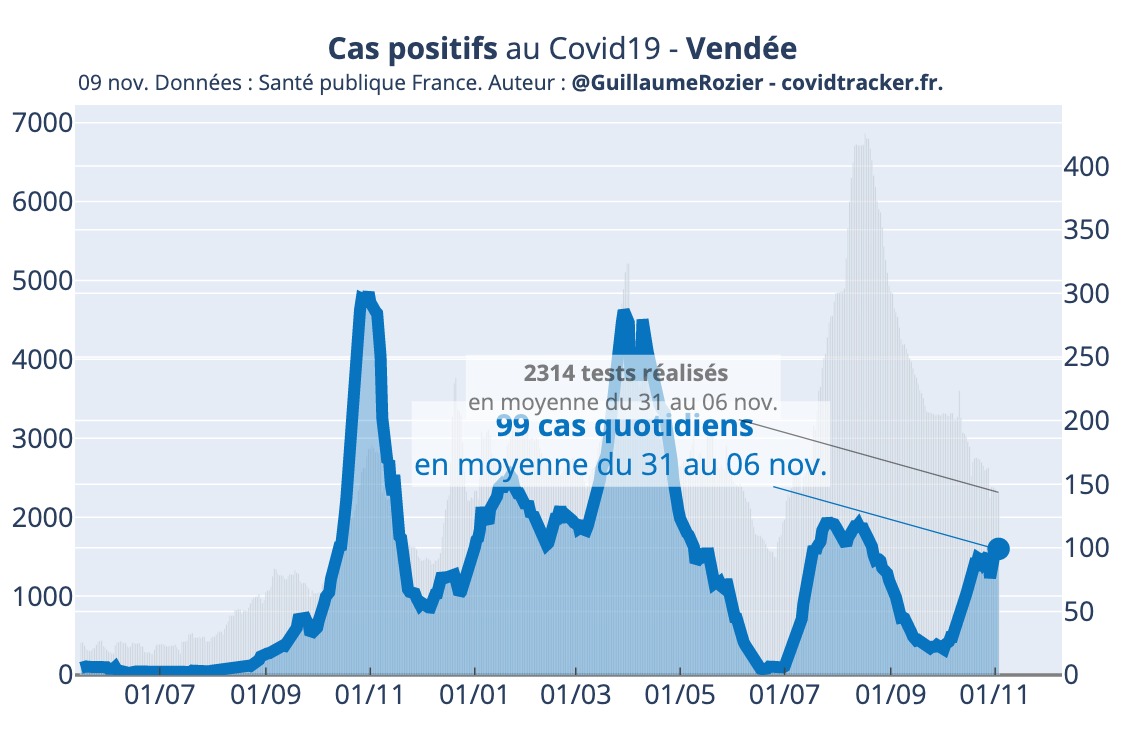 Cas positifs au Covid19 - Vendée
09 nov. Données : Santé publique France. Auteur : @GuillaumeRozier - covidtracker.fr.
7000
6000
5000
4000
3000
2000
1000
0
400
350
300
250
200
150
100
50
0
2314 tests réalisés
en moyenne du 31 au 06 nov.
99 cas quotidiens
en moyenne du 31 au 06 nov.
01/07 01/09 01/11 01/01 01/03 01/05 01/07 01/09 01/11